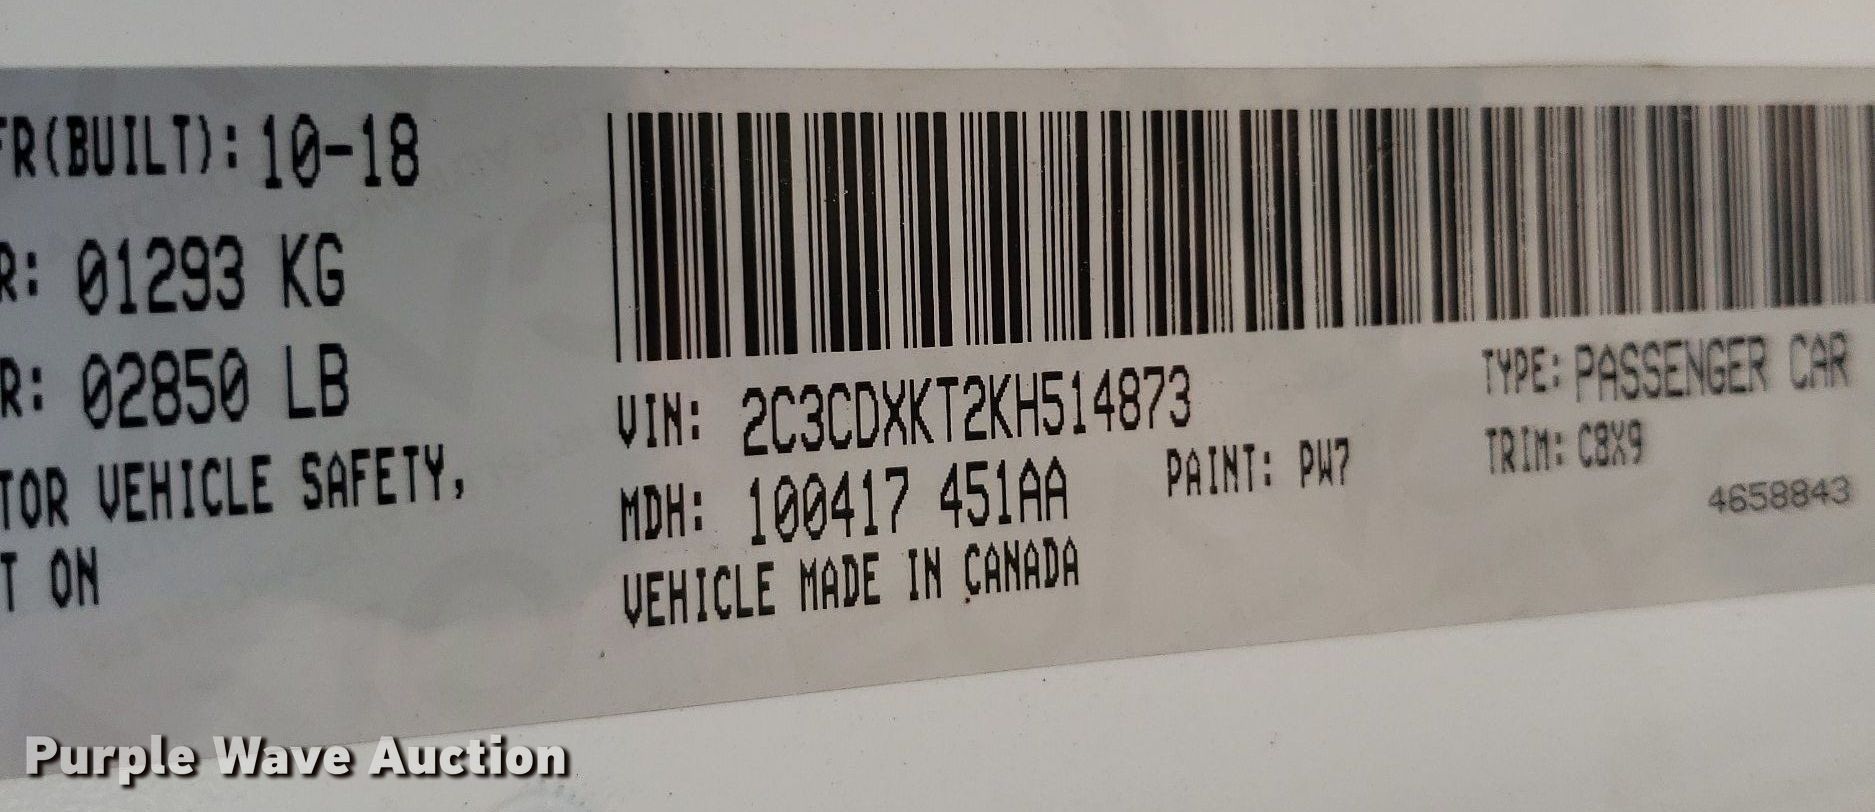 FR(BUILT): 10-18
R: 01293 KG
R: 02850 LB
TOR VEHICLE SAFETY,
T ON
VIN: 2C3CDXKT2KH514873
TYPE: PASSENGER CAR
MDH: 100417 451AA
PAINT: PW7
TRIM: C8X9
4658843
VEHICLE MADE IN CANADA
Purple Wave Auction